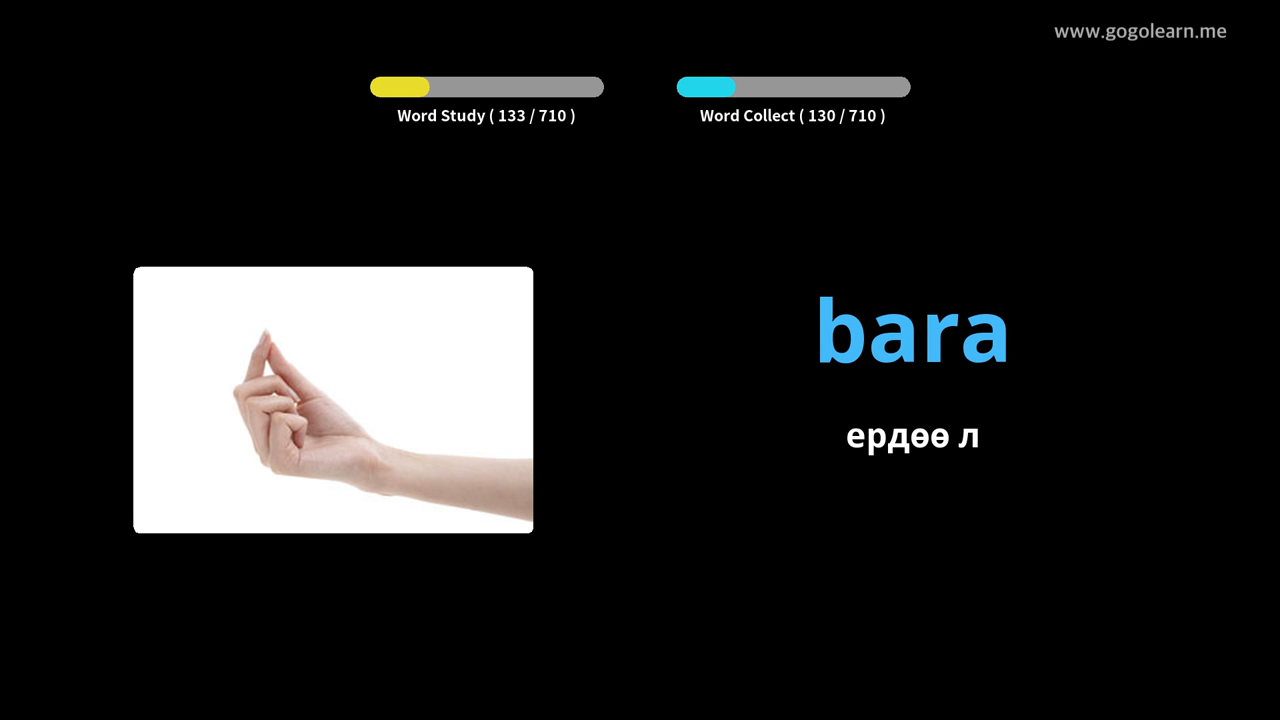 www.gogolearn.me
Word Study ( 133 / 710 )
Word Collect ( 130 / 710 )
bara
ердөө л